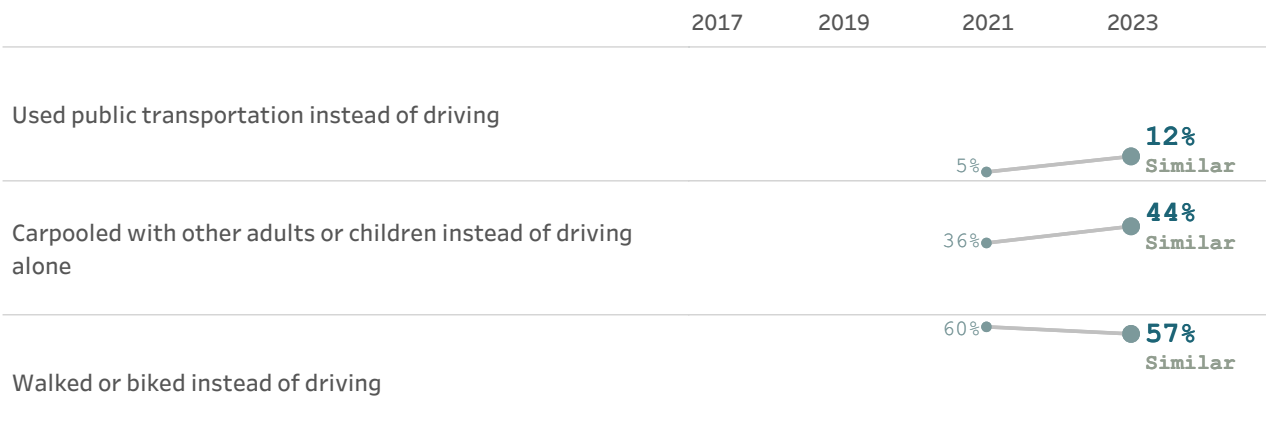 2017 2019 2021 2023
Used public transportation instead of driving
12%
5%
Similar
Carpooled with other adults or children instead of driving
alone
44%
36%
Similar
60%
57%
Similar
Walked or biked instead of driving